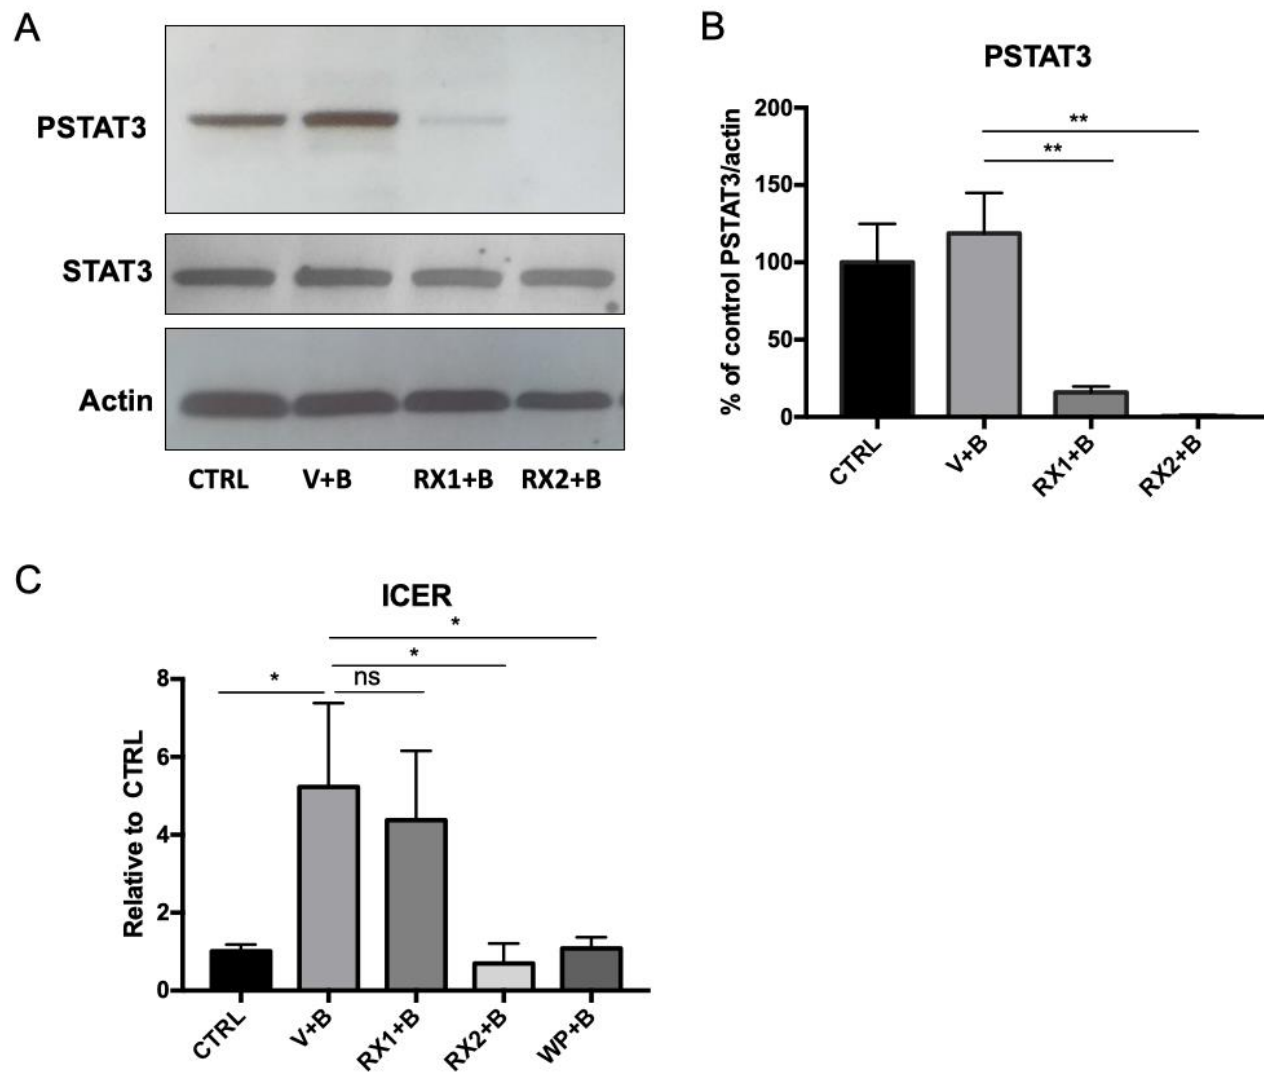 A
PSTAT3
STAT3
Actin
CTRL V+B RX1+B RX2+B
B
PSTAT3
% of control PSTAT3/actin
200
150
100
50
0
**
**
CTRL
V+B
RX1+B
RX2+B
C
ICER
*
*
* ns
Relative to CTRL
8
6
4
2
0
CTRL
V+B
RX1+B
RX2+B
WP+B